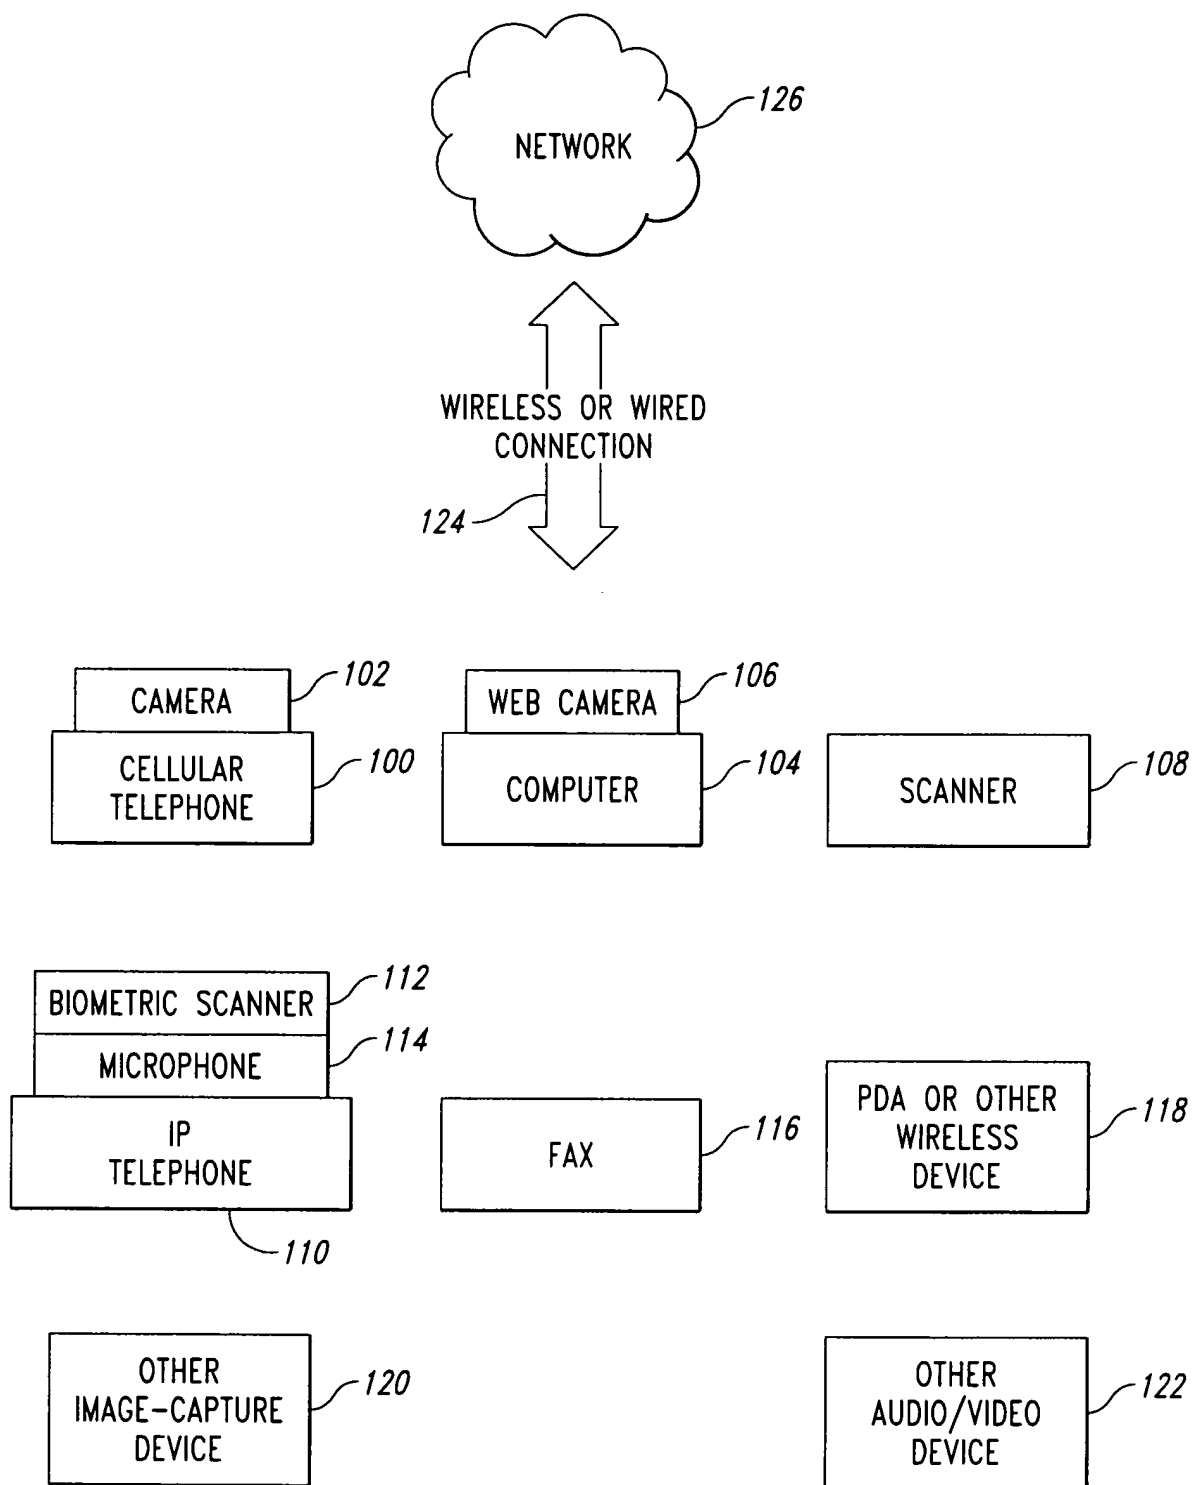 126
NETWORK
WIRELESS OR WIRED
CONNECTION
124
102
CAMERA
CELLULAR
TELEPHONE
100
106
WEB CAMERA
COMPUTER
104
SCANNER
108
112
BIOMETRIC SCANNER
114
MICROPHONE
IP
TELEPHONE
110
FAX
116
PDA OR OTHER
WIRELESS
DEVICE
118
OTHER
IMAGE-CAPTURE
DEVICE
120
OTHER
AUDIO/VIDEO
DEVICE
122